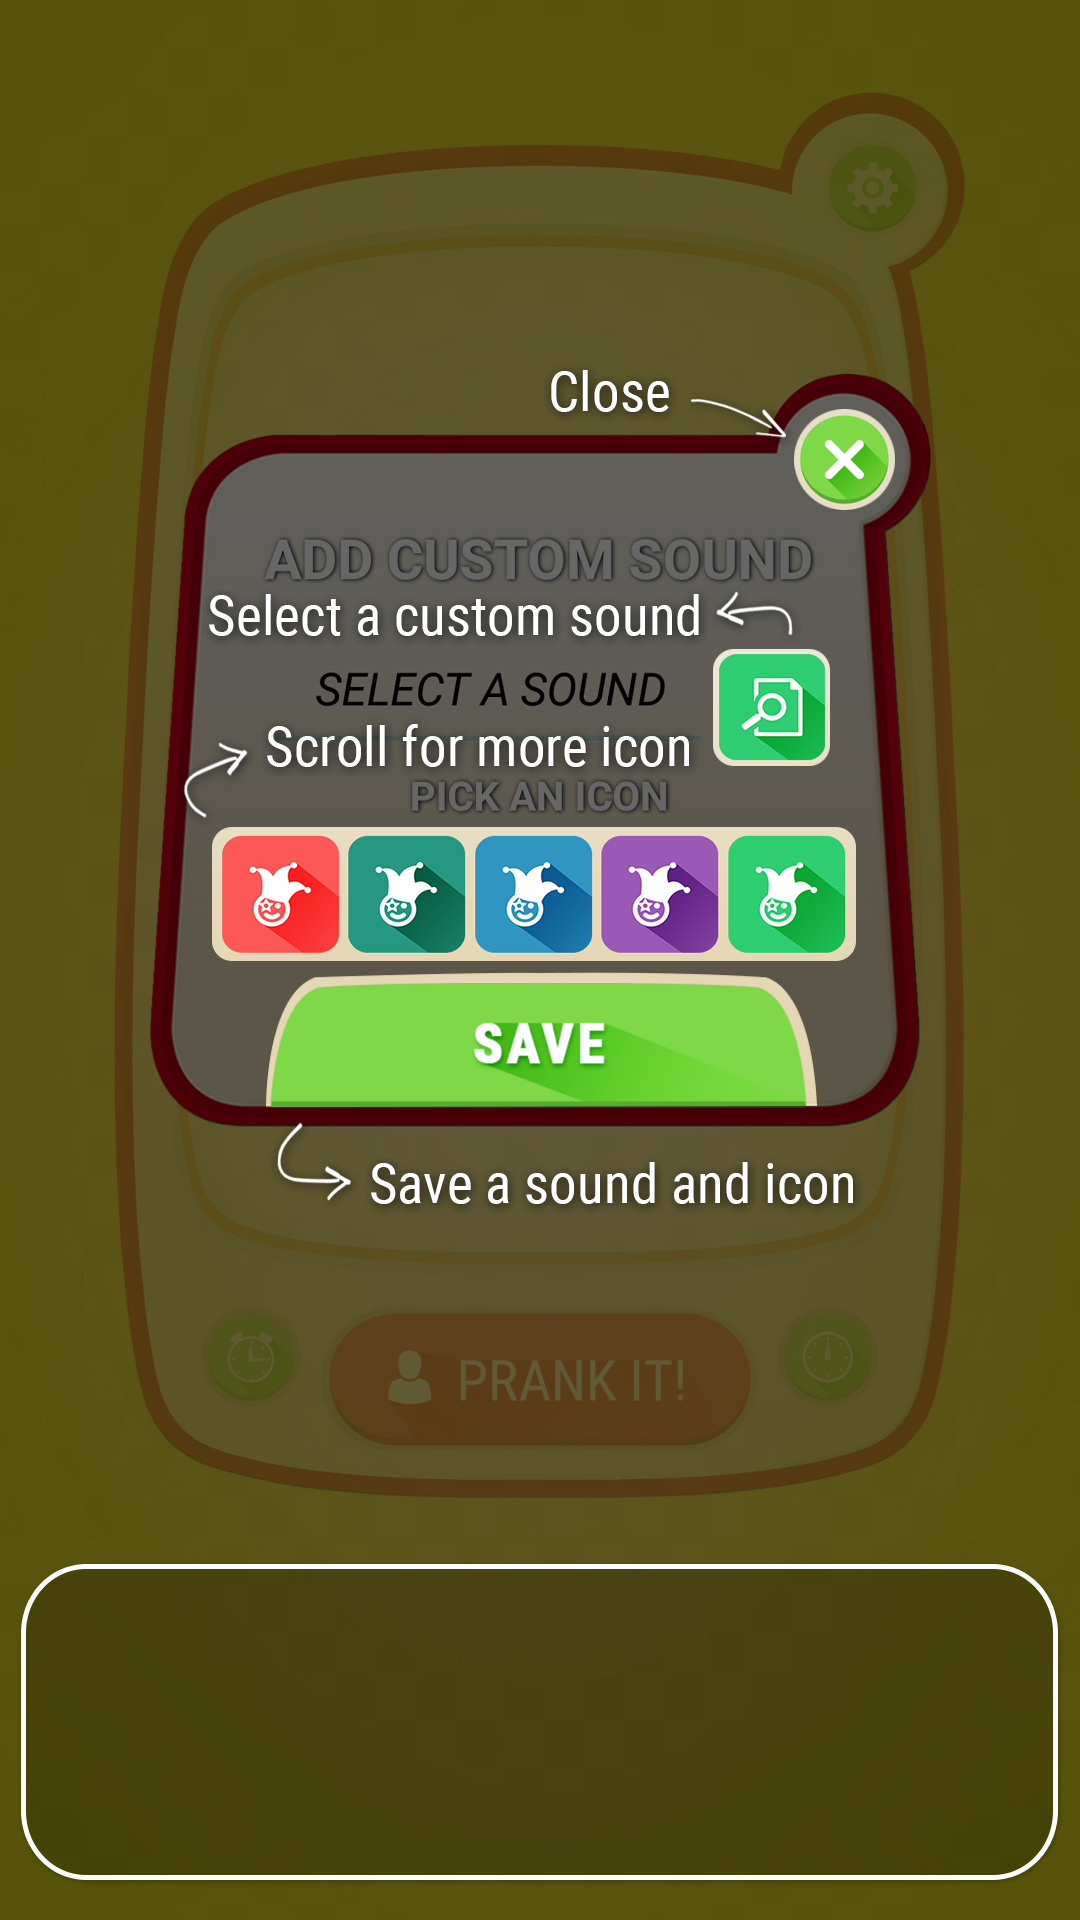 Close
ADD CUSTOM SOUND
Select a custom sound
SELECT A SOUND
Scroll for more icon
PICK AN ICON
SAVE
Save a sound and icon
PRANK IT!